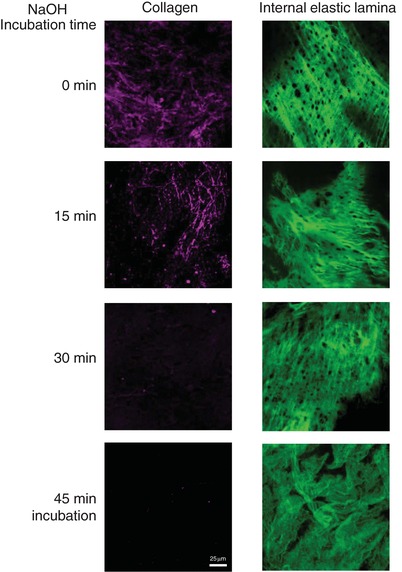 NaOH
Incubation time
Collagen
Internal elastic lamina
0 min
15 min
30 min
45 min
incubation
25μm